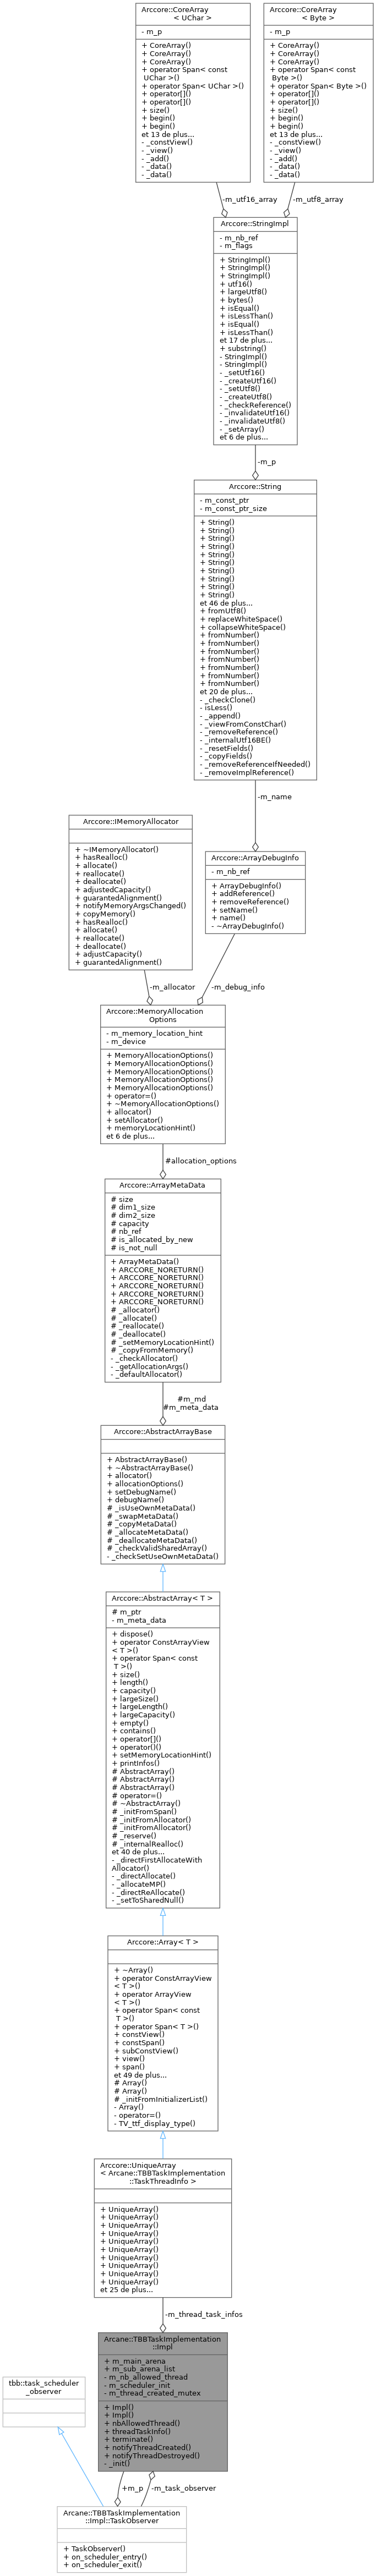 Arccore::CoreArray
< UChar >
- m_p
+ CoreArray()
+ CoreArray()
+ CoreArray()
+ operator Span< const
UChar >()
+ operator Span< UChar >()
+ operator[]()
+ operator[]()
+ size()
+ begin()
+ begin()
et 13 de plus...
- _constView()
- _view()
- _add()
- _data()
- _data()
Arccore::CoreArray
< Byte >
- m_p
+ CoreArray()
+ CoreArray()
+ CoreArray()
+ operator Span< const
Byte >()
+ operator Span< Byte >()
+ operator[]()
+ operator[]()
+ size()
+ begin()
+ begin()
et 13 de plus...
- _constView()
- _view()
- _add()
- _data()
- _data()
-m_utf16_array
-m_utf8_array
Arccore::StringImpl
- m_nb_ref
- m_flags
+ StringImpl()
+ StringImpl()
+ StringImpl()
+ utf16()
+ largeUtf8()
+ bytes()
+ isEqual()
+ isLessThan()
+ isEqual()
+ isLessThan()
et 17 de plus...
+ substring()
- StringImpl()
- StringImpl()
- _setUtf16()
- _createUtf16()
- _setUtf8()
- _createUtf8()
- _checkReference()
- _invalidateUtf16()
- _invalidateUtf8()
- _setArray()
et 6 de plus...
-m_p
Arccore::String
- m_const_ptr
- m_const_ptr_size
+ String()
+ String()
+ String()
+ String()
+ String()
+ String()
+ String()
+ String()
+ String()
+ String()
et 46 de plus...
+ fromUtf8()
+ replaceWhiteSpace()
+ collapseWhiteSpace()
+ fromNumber()
+ fromNumber()
+ fromNumber()
+ fromNumber()
+ fromNumber()
+ fromNumber()
+ fromNumber()
et 20 de plus...
- _checkClone()
- isLess()
- _append()
- _viewFromConstChar()
- _removeReference()
- _internalUtf16BE()
- _resetFields()
- _copyFields()
- _removeReferenceIfNeeded()
- _removeImplReference()
-m_name
Arccore::IMemoryAllocator
+ ~IMemoryAllocator()
+ hasRealloc()
+ allocate()
+ reallocate()
+ deallocate()
+ adjustedCapacity()
+ guarantedAlignment()
+ notifyMemoryArgsChanged()
+ copyMemory()
+ hasRealloc()
+ allocate()
+ reallocate()
+ deallocate()
+ adjustCapacity()
+ guarantedAlignment()
Arccore::ArrayDebugInfo
- m_nb_ref
+ ArrayDebugInfo()
+ addReference()
+ removeReference()
+ setName()
+ name()
- ~ArrayDebugInfo()
-m_allocator
-m_debug_info
Arccore::MemoryAllocation
Options
- m_memory_location_hint
- m_device
+ MemoryAllocationOptions()
+ MemoryAllocationOptions()
+ MemoryAllocationOptions()
+ MemoryAllocationOptions()
+ MemoryAllocationOptions()
+ operator=()
+ ~MemoryAllocationOptions()
+ allocator()
+ setAllocator()
+ memoryLocationHint()
et 6 de plus...
#allocation_options
Arccore::ArrayMetaData
# size
# dim1_size
# dim2_size
# capacity
# nb_ref
# is_allocated_by_new
# is_not_null
+ ArrayMetaData()
+ ARCCORE_NORETURN()
+ ARCCORE_NORETURN()
+ ARCCORE_NORETURN()
+ ARCCORE_NORETURN()
+ ARCCORE_NORETURN()
# _allocator()
# _allocate()
# _reallocate()
# _deallocate()
# _setMemoryLocationHint()
# _copyFromMemory()
- _checkAllocator()
- _getAllocationArgs()
- _defaultAllocator()
#m_md
#m_meta_data
Arccore::AbstractArrayBase
+ AbstractArrayBase()
+ ~AbstractArrayBase()
+ allocator()
+ allocationOptions()
+ setDebugName()
+ debugName()
# _isUseOwnMetaData()
# _swapMetaData()
# _copyMetaData()
# _allocateMetaData()
# _deallocateMetaData()
# _checkValidSharedArray()
- _checkSetUseOwnMetaData()
Arccore::AbstractArray< T >
# m_ptr
- m_meta_data
+ dispose()
+ operator ConstArrayView
< T >()
+ operator Span< const
T >()
+ size()
+ length()
+ capacity()
+ largeSize()
+ largeLength()
+ largeCapacity()
+ empty()
+ contains()
+ operator[]()
+ operator()()
+ setMemoryLocationHint()
+ printInfos()
# AbstractArray()
# AbstractArray()
# AbstractArray()
# operator=()
# ~AbstractArray()
# _initFromSpan()
# _initFromAllocator()
# _initFromAllocator()
# _reserve()
# _internalRealloc()
et 40 de plus...
- _directFirstAllocateWith
Allocator()
- _directAllocate()
- _allocateMP()
- _directReAllocate()
- _setToSharedNull()
Arccore::Array< T >
+ ~Array()
+ operator ConstArrayView
< T >()
+ operator ArrayView
< T >()
+ operator Span< const
T >()
+ operator Span< T >()
+ constView()
+ constSpan()
+ subConstView()
+ view()
+ span()
et 49 de plus...
# Array()
# Array()
# _initFromInitializerList()
- Array()
- operator=()
- TV_ttf_display_type()
Arccore::UniqueArray
< Arcane::TBBTaskImplementation
::TaskThreadInfo >
+ UniqueArray()
+ UniqueArray()
+ UniqueArray()
+ UniqueArray()
+ UniqueArray()
+ UniqueArray()
+ UniqueArray()
+ UniqueArray()
+ UniqueArray()
+ UniqueArray()
et 25 de plus...
-m_thread_task_infos
Arcane::TBBTaskImplementation
::Impl
+ m_main_arena
+ m_sub_arena_list
- m_nb_allowed_thread
- m_scheduler_init
- m_thread_created_mutex
+ Impl()
+ Impl()
+ nbAllowedThread()
+ threadTaskInfo()
+ terminate()
+ notifyThreadCreated()
+ notifyThreadDestroyed()
- _init()
tbb::task_scheduler
_observer
+m_p
-m_task_observer
Arcane::TBBTaskImplementation
::Impl::TaskObserver
+ TaskObserver()
+ on_scheduler_entry()
+ on_scheduler_exit()